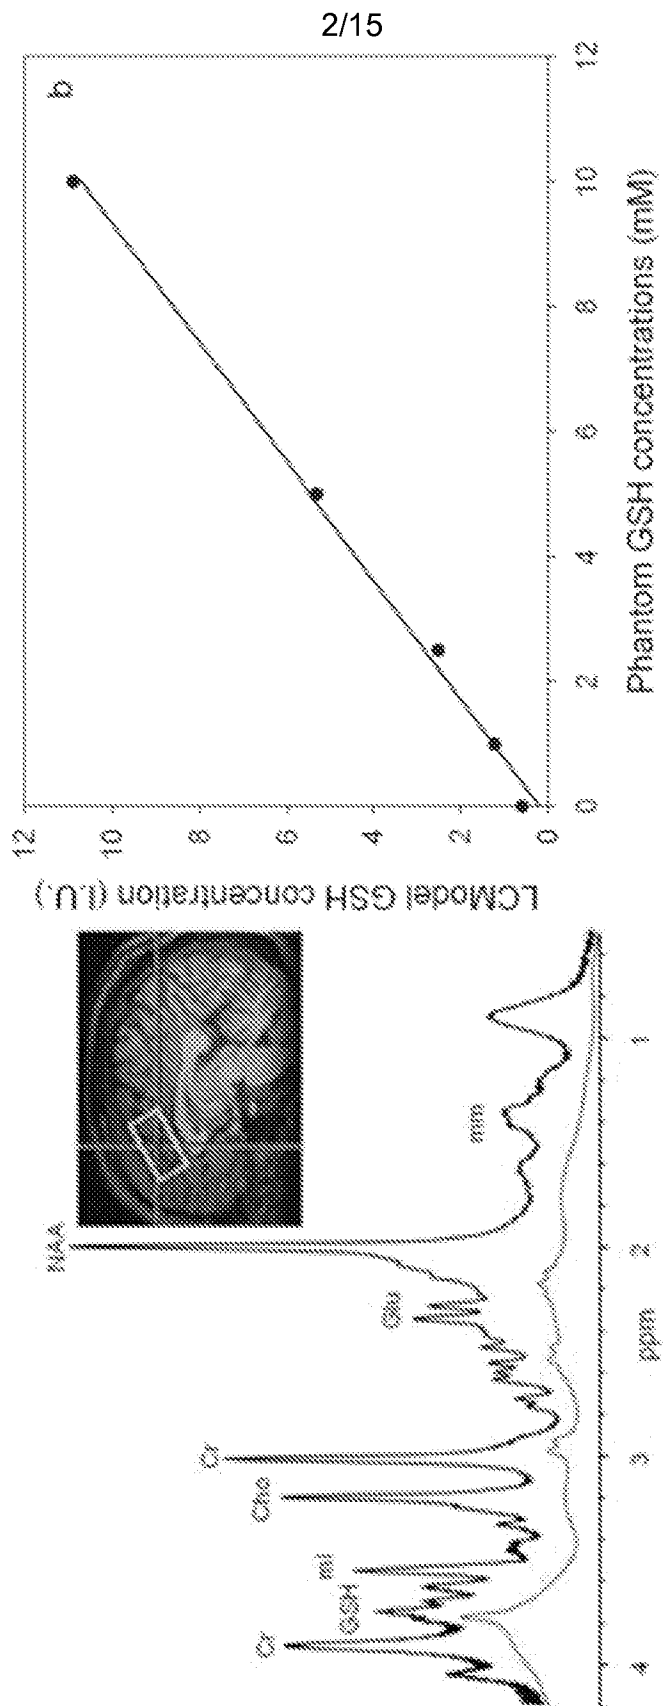 2/15
Cr
GSH
mI
Cho
Cr
Glu
NAA
mm
4
3
2
1
ppm
b
LCModel GSH concentration (I.U.)
12
10
8
6
4
2
0
0
2
4
6
8
10
12
Phantom GSH concentrations (mM)